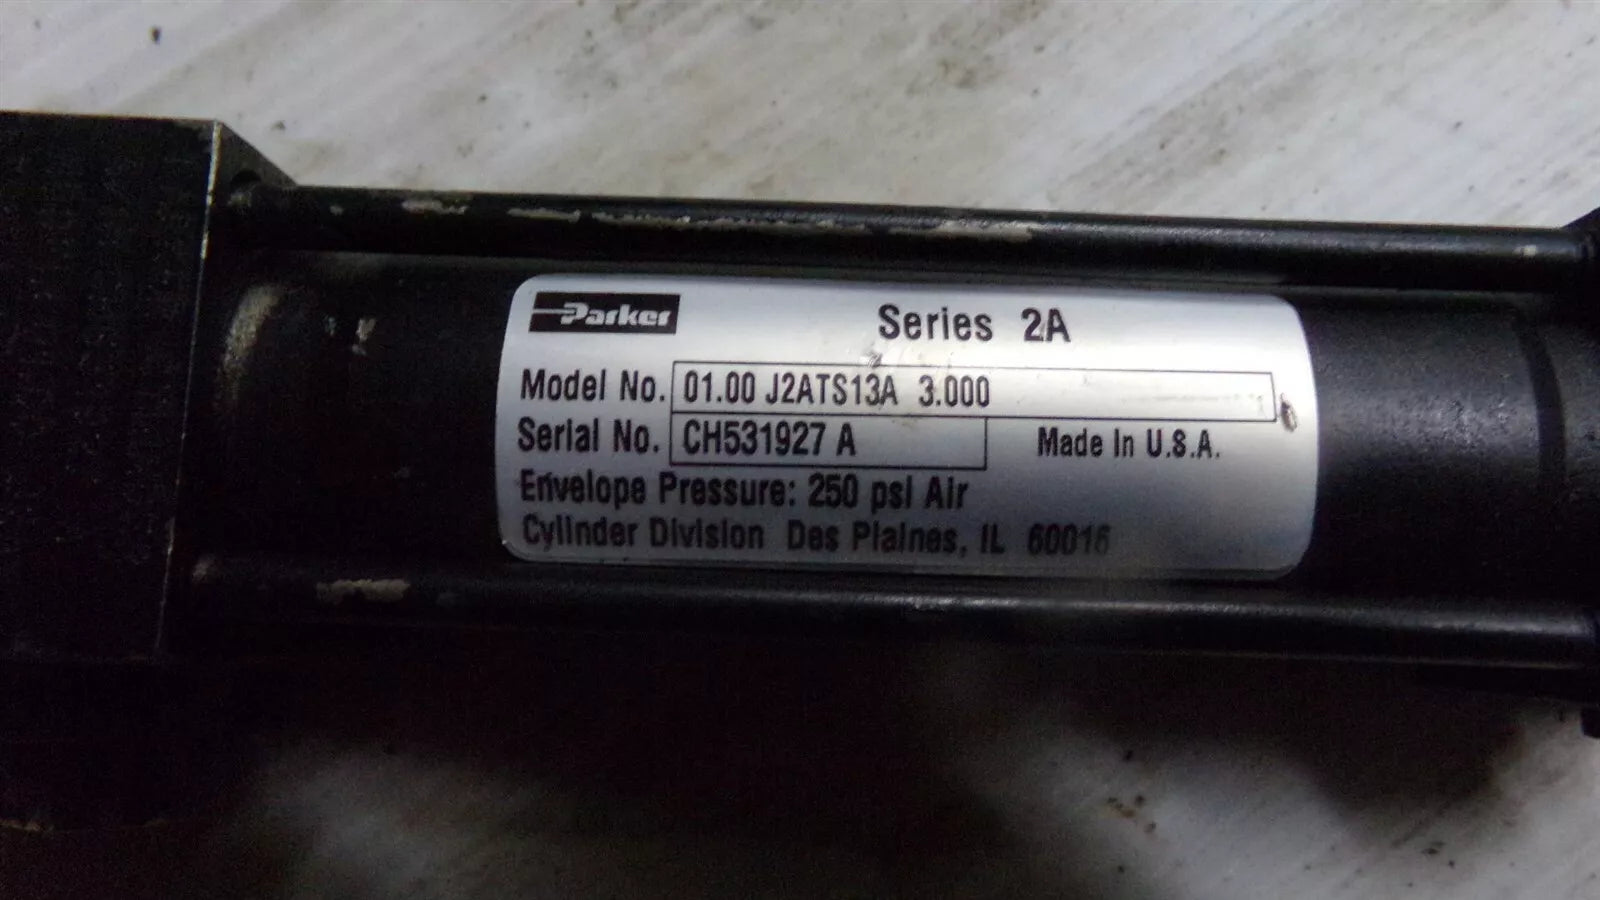 Parker
Series 2A
Model No. 01.00 J2ATS13A 3.000
Serial No. CH531927 A
Made In U.S.A.
Envelope Pressure: 250 psi Air
Cylinder Division Des Plaines, IL 60016